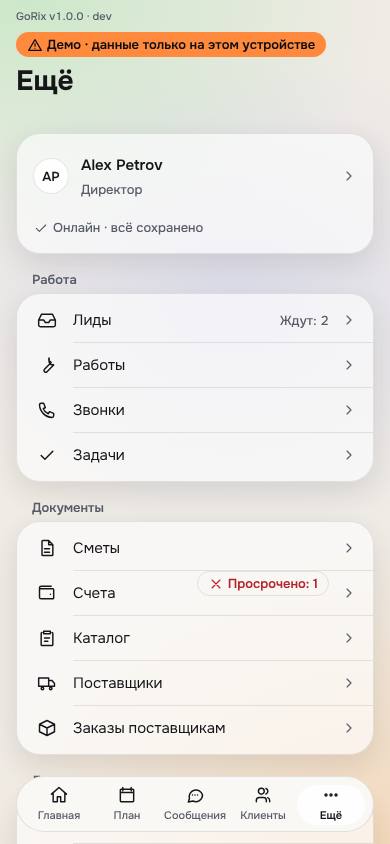 GoRix v1.0.0 · dev
Демо · данные только на этом устройстве
Ещё
AP
Alex Petrov
Директор
Онлайн · всё сохранено
Работа
Лиды
Ждут: 2
Работы
Звонки
Задачи
Документы
Сметы
Счета
Просрочено: 1
Каталог
Поставщики
Заказы поставщикам
Главная
План
Сообщения
Клиенты
Ещё